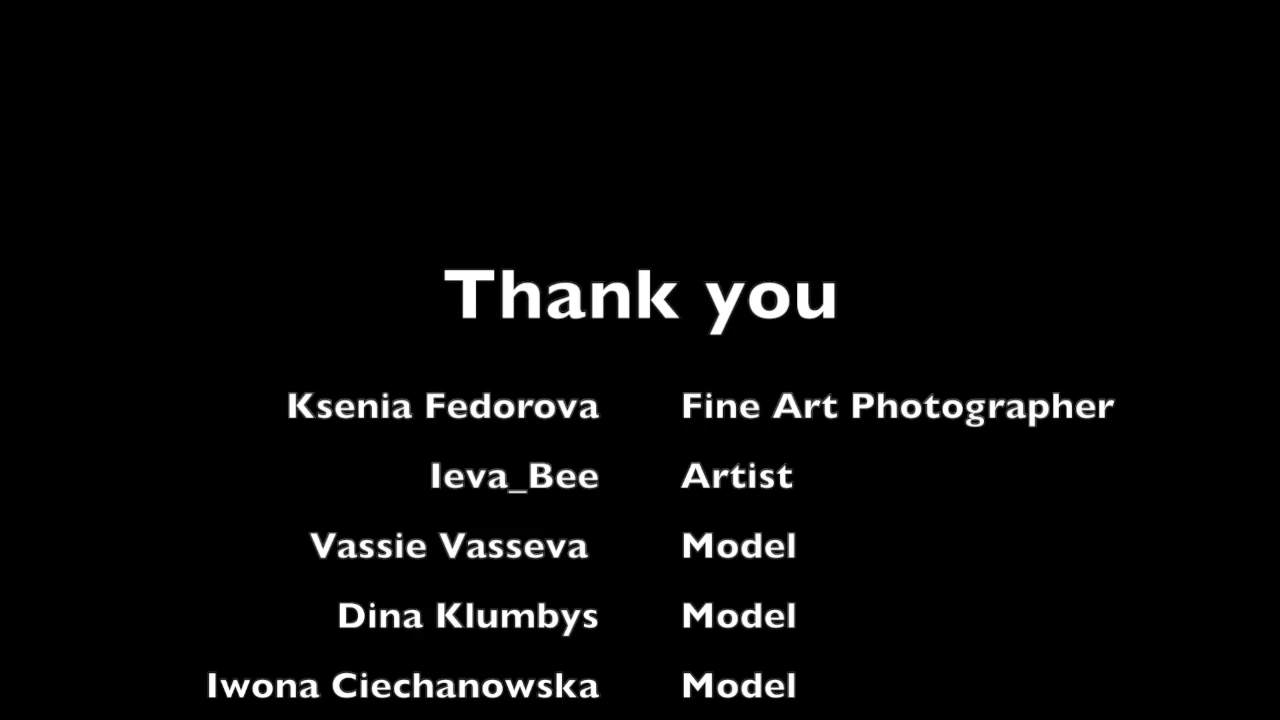 Thank you
Ksenia Fedorova Fine Art Photographer
Ieva_Bee Artist
Vassie Vasseva Model
Dina Klumbys Model
Iwona Ciechanowska Model